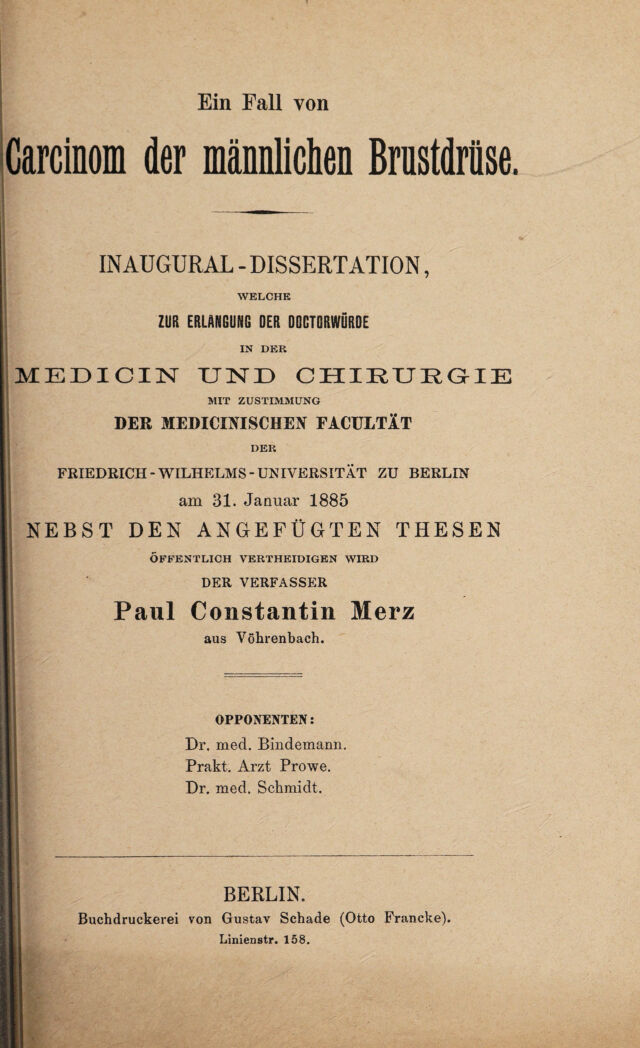 Ein Fall von
Carcinom der männlichen Brustdrüse.
INAUGURAL-DISSERTATION,
WELCHE
ZUR ERLANGUNG DER DOCTORWÜRDE
IN DER
MEDICIN UND CHIRURGIE
MIT ZUSTIMMUNG
DER MEDICINISCHEN FACULTÄT
DER
FRIEDRICH-WILHELMS-UNIVERSITÄT ZU BERLIN
am 31. Januar 1885
NEBST DEN ANGEFÜGTEN THESEN
ÖFFENTLICH VERTHEIDIGEN WIRD
DER VERFASSER
Paul Constantin Merz
aus Vöhrenbach.
OPPONENTEN:
Dr. med. Bindemann.
Prakt. Arzt Prowe.
Dr. med. Schmidt.
BERLIN.
Buchdruckerei von Gustav Schade (Otto Francke).
Linienstr. 158.